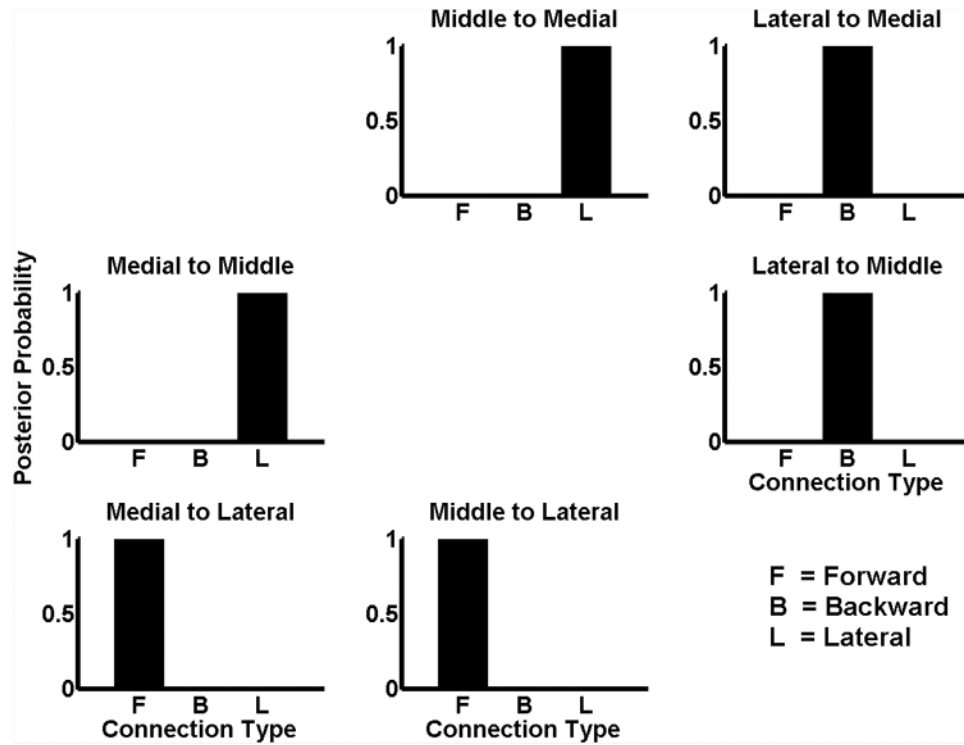 Middle to Medial
1
0.5
0
F B L
Lateral to Medial
1
0.5
0
F B L
Posterior Probability
Medial to Middle
1
0.5
0
F B L
Lateral to Middle
1
0.5
0
F B L
Connection Type
Medial to Lateral
1
0.5
0
F B L
Connection Type
Middle to Lateral
1
0.5
0
F B L
Connection Type
F = Forward
B = Backward
L = Lateral